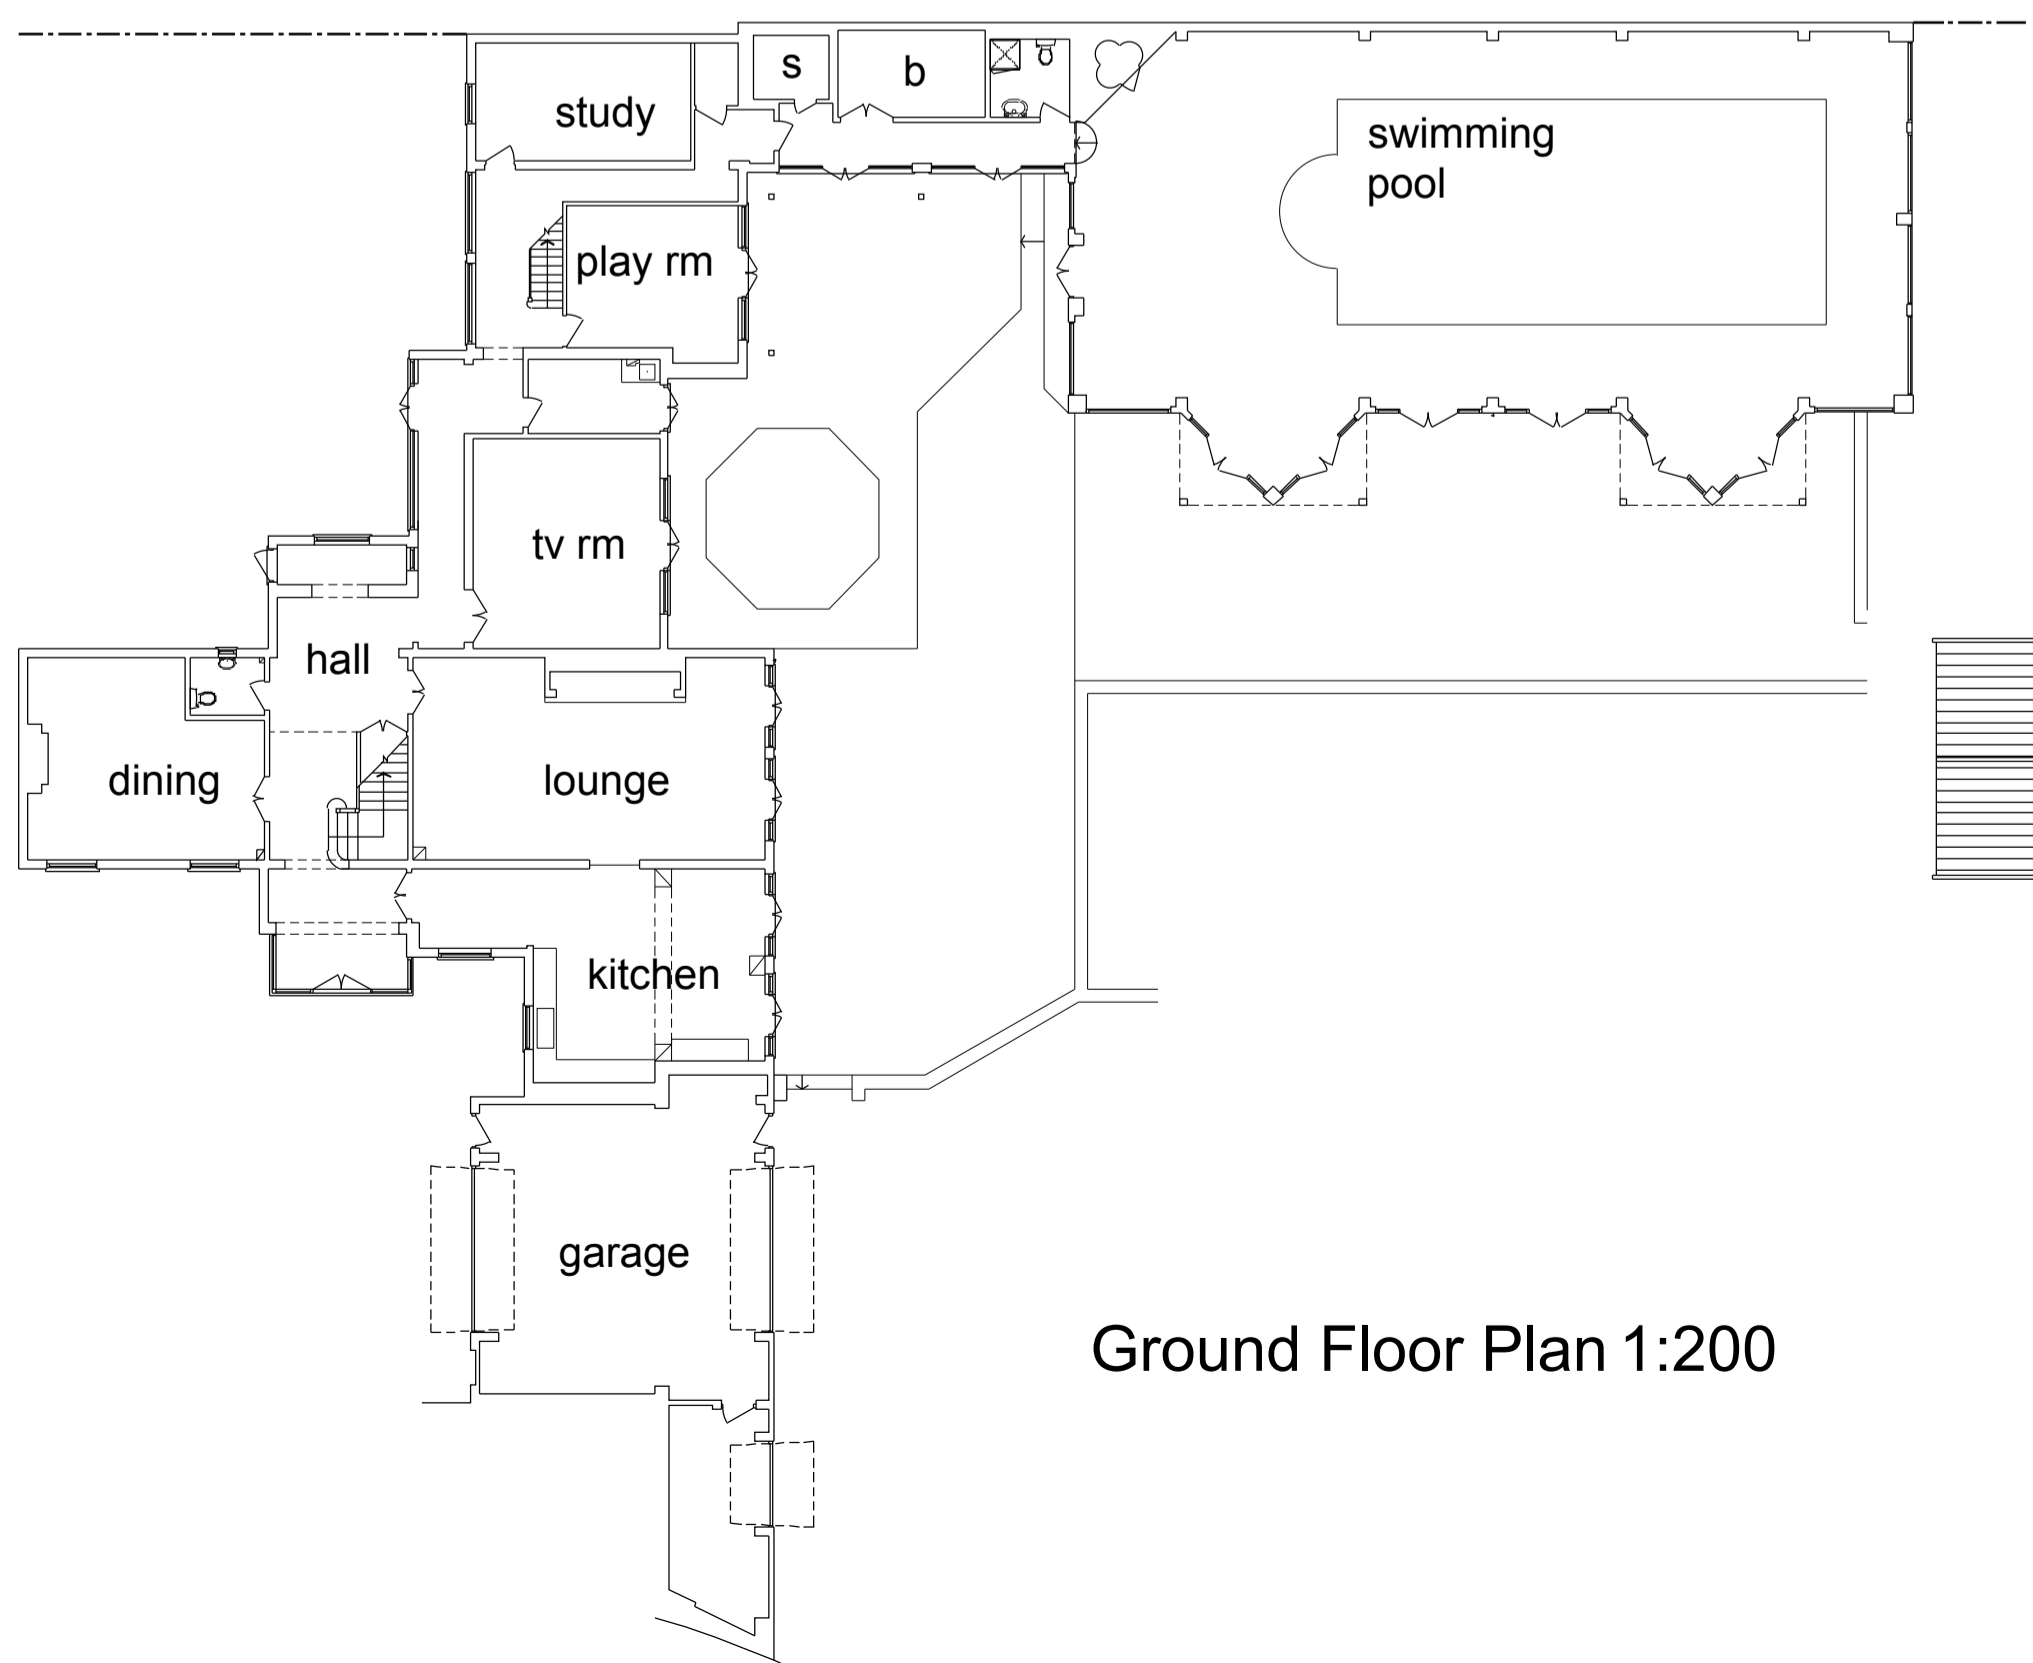 s
b
study
swimming
pool
play rm
tv rm
hall
dining
lounge
kitchen
garage
Ground Floor Plan 1:200